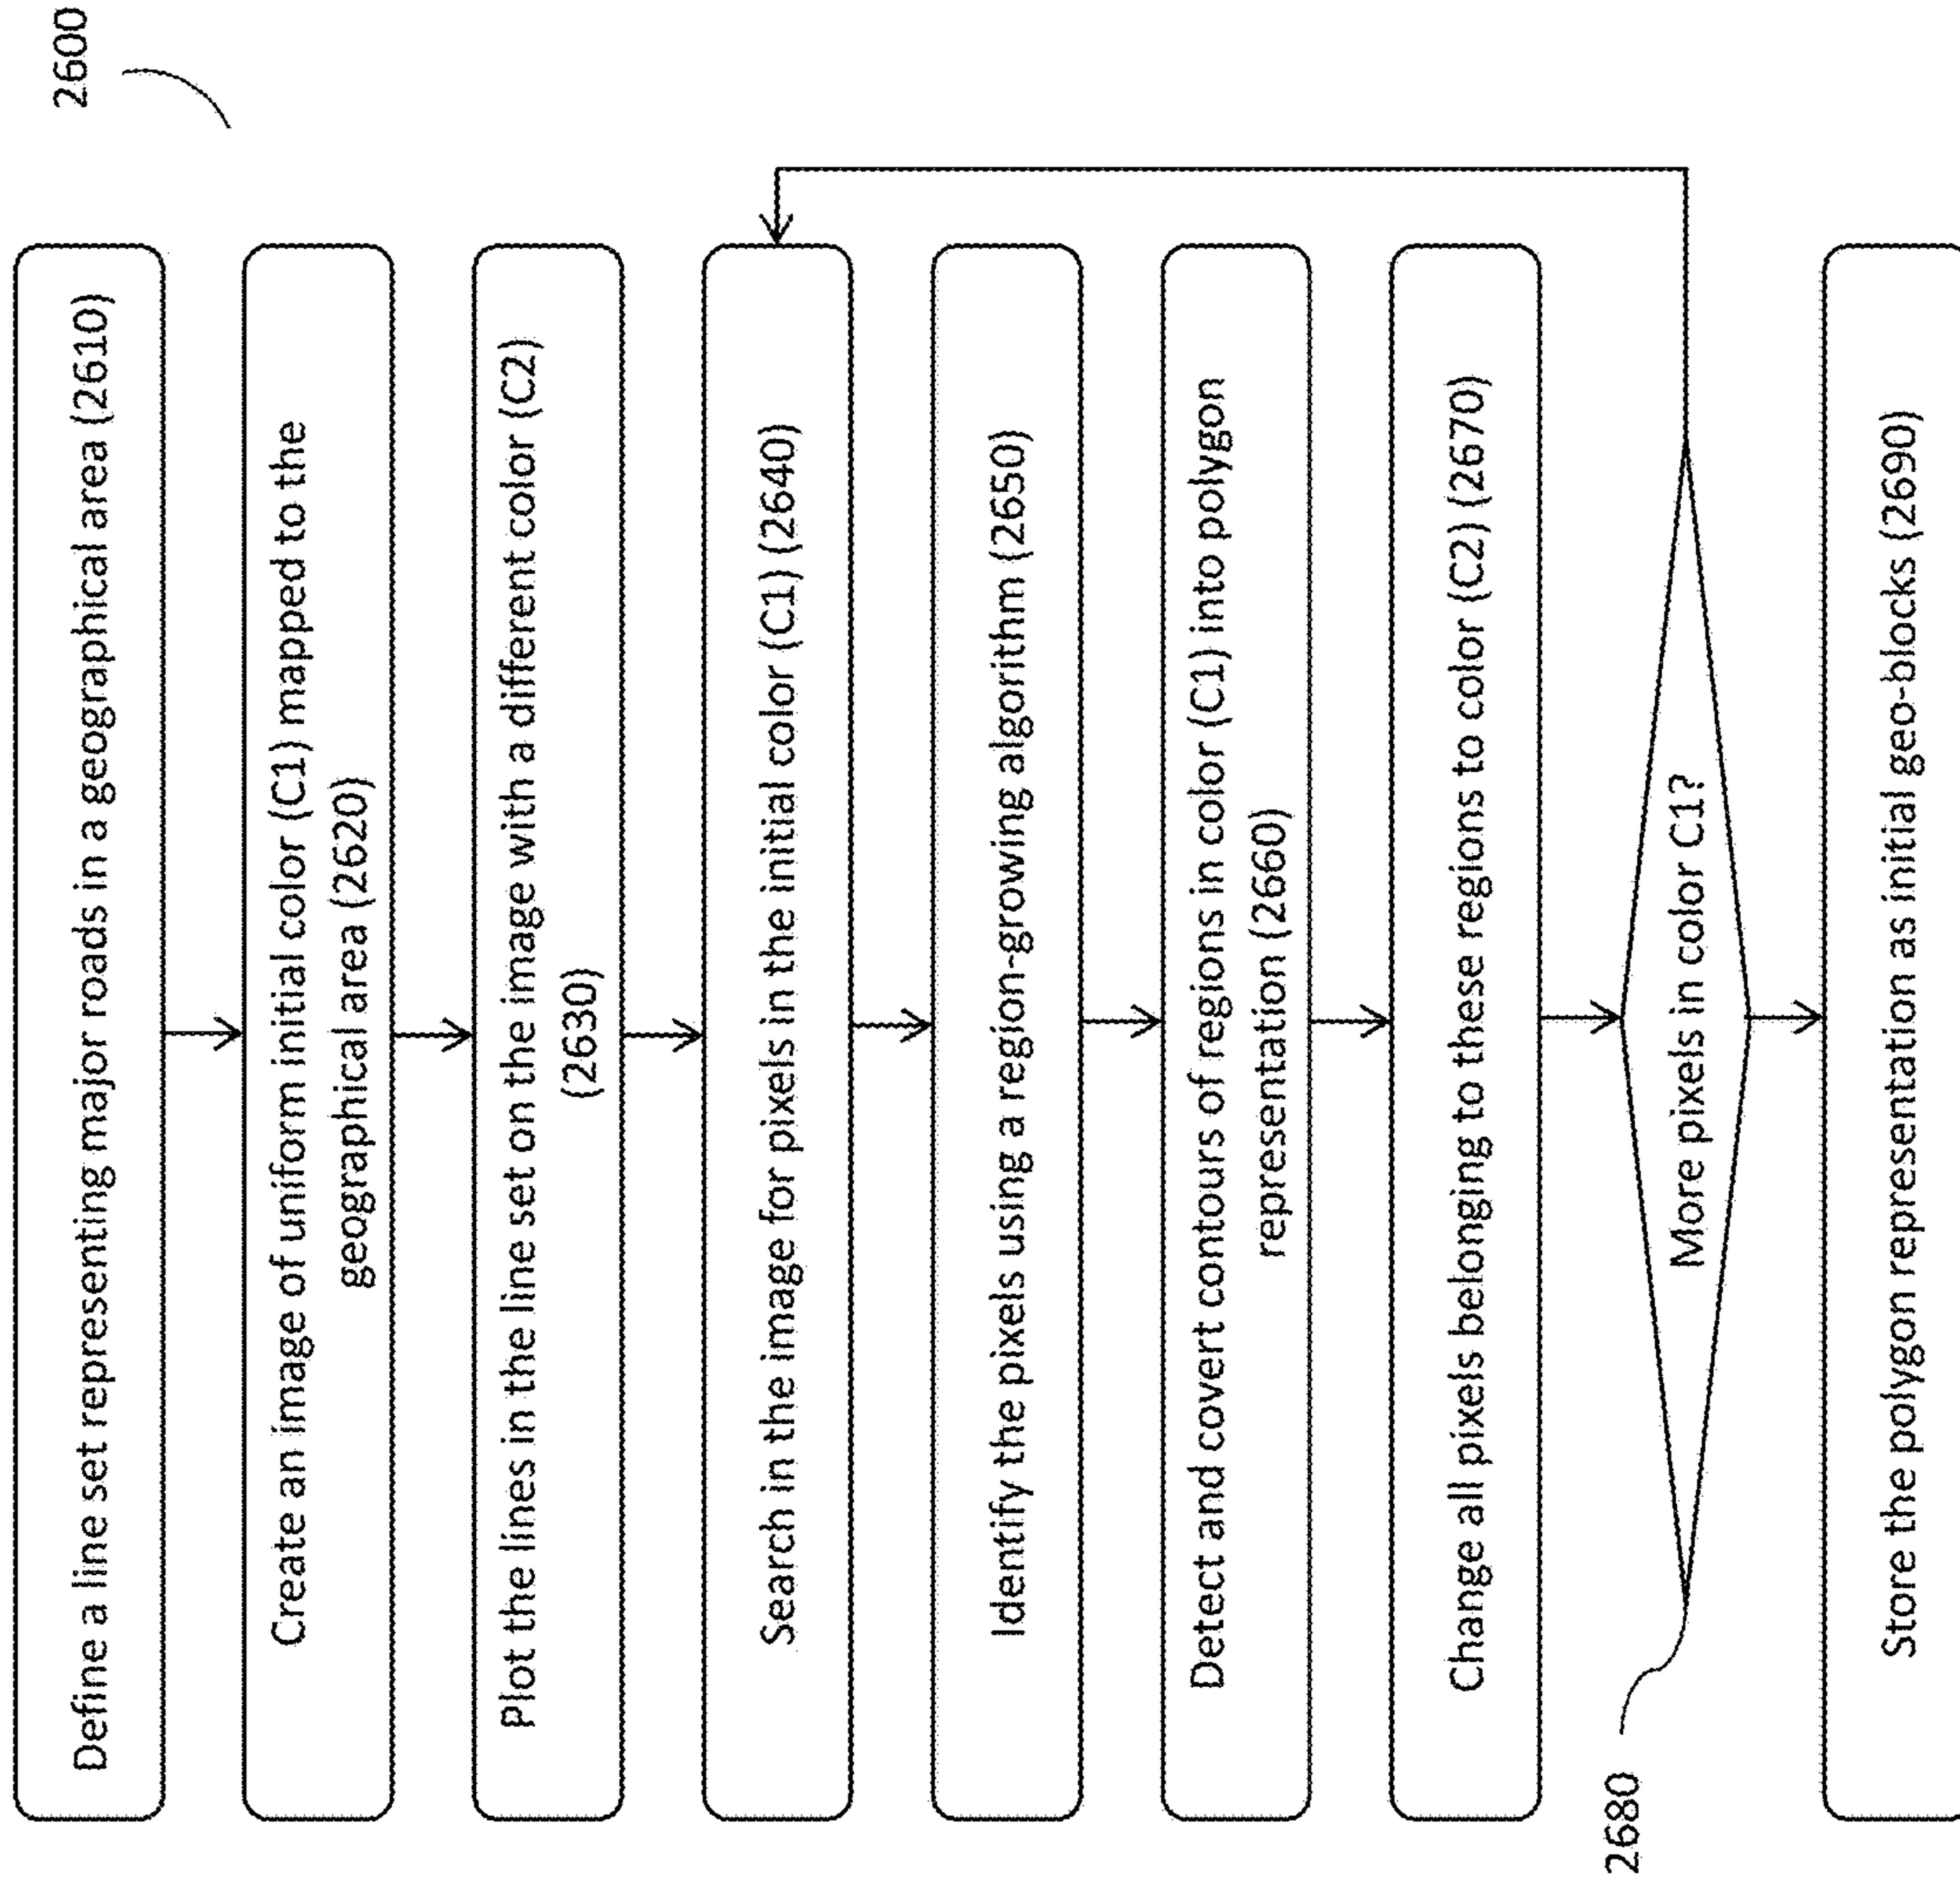 2600
Define a line set representing major roads in a geographical area (2610)
Create an image of uniform initial color (C1) mapped to the
geographical area (2620)
Plot the lines in the line set on the image with a different color (C2)
(2630)
Search in the image for pixels in the initial color (C1) (2640)
Identify the pixels using a region-growing algorithm (2650)
Detect and covert contours of regions in color (C1) into polygon
representation (2660)
Change all pixels belonging to these regions to color (C2) (2670)
2680
More pixels in color C1?
Store the polygon representation as initial geo-blocks (2690)